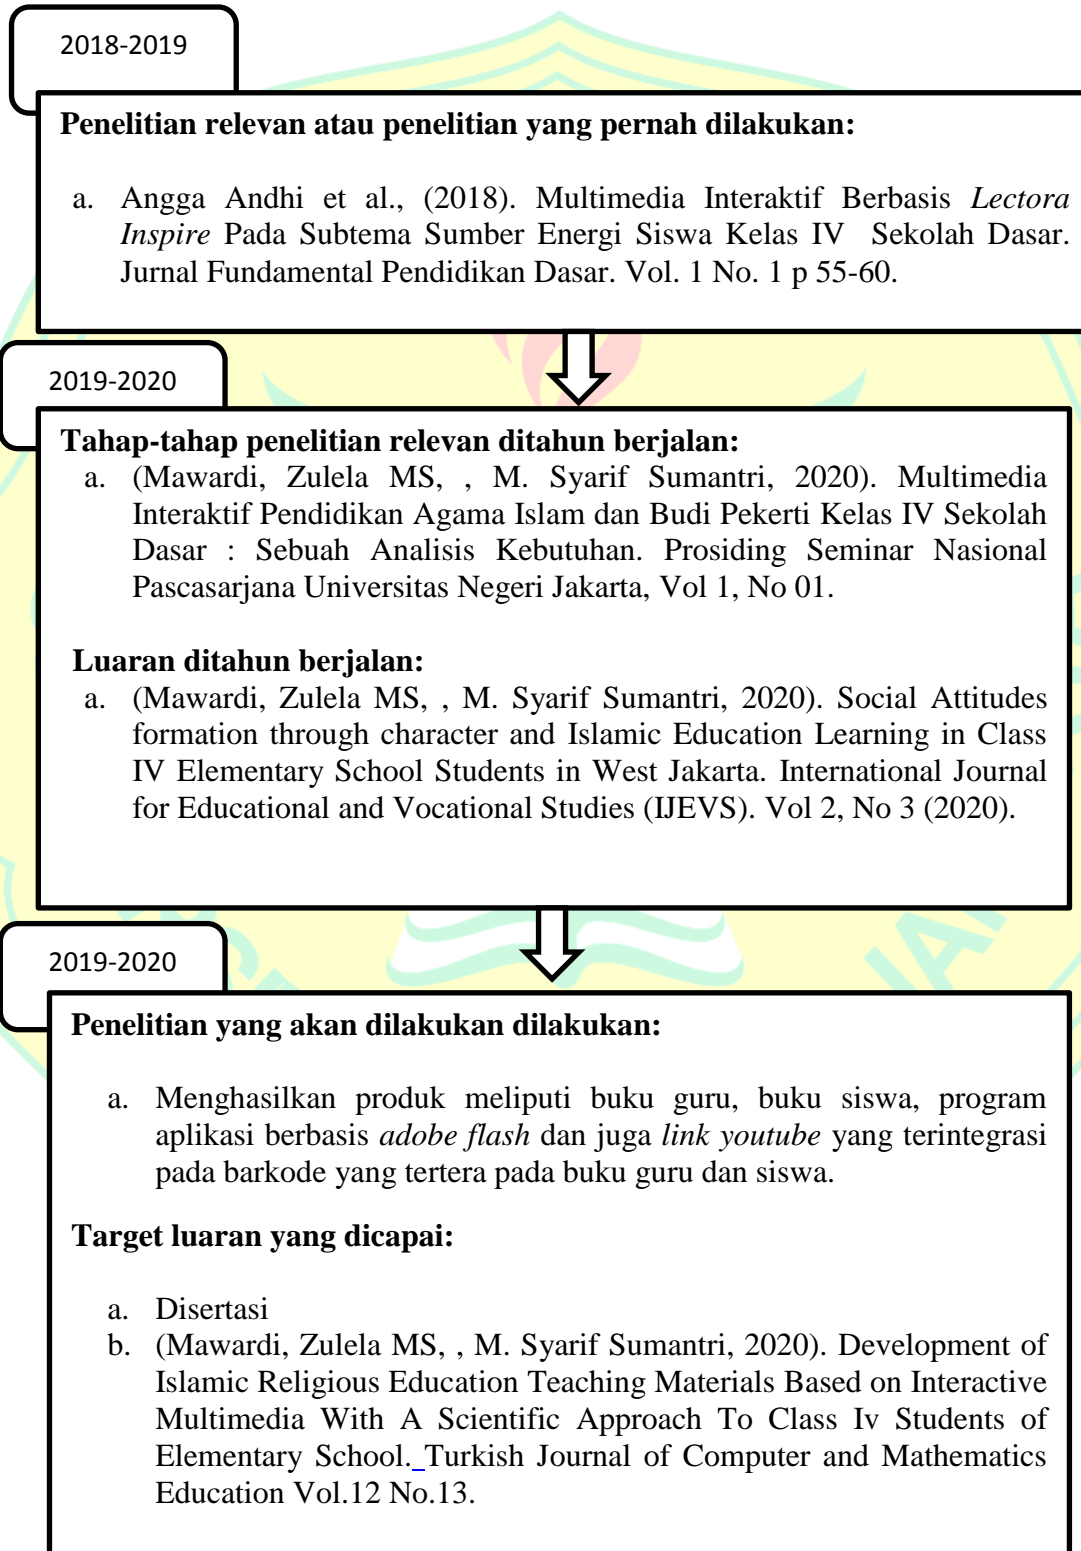 2018-2019
Penelitian relevan atau penelitian yang pernah dilakukan:
a. Angga Andhi et al., (2018). Multimedia Interaktif Berbasis Lectora
Inspire Pada Subtema Sumber Energi Siswa Kelas IV Sekolah Dasar.
Jurnal Fundamental Pendidikan Dasar. Vol. 1 No. 1 p 55-60.
2019-2020
Tahap-tahap penelitian relevan ditahun berjalan:
a. (Mawardi, Zulela MS, , M. Syarif Sumantri, 2020). Multimedia
Interaktif Pendidikan Agama Islam dan Budi Pekerti Kelas IV Sekolah
Dasar : Sebuah Analisis Kebutuhan. Prosiding Seminar Nasional
Pascasarjana Universitas Negeri Jakarta, Vol 1, No 01.
Luaran ditahun berjalan:
a. (Mawardi, Zulela MS, , M. Syarif Sumantri, 2020). Social Attitudes
formation through character and Islamic Education Learning in Class
IV Elementary School Students in West Jakarta. International Journal
for Educational and Vocational Studies (IJEVS). Vol 2, No 3 (2020).
2019-2020
Penelitian yang akan dilakukan dilakukan:
a. Menghasilkan produk meliputi buku guru, buku siswa, program
aplikasi berbasis adobe flash dan juga link youtube yang terintegrasi
pada barkode yang tertera pada buku guru dan siswa.
Target luaran yang dicapai:
a. Disertasi
b. (Mawardi, Zulela MS, , M. Syarif Sumantri, 2020). Development of
Islamic Religious Education Teaching Materials Based on Interactive
Multimedia With A Scientific Approach To Class Iv Students of
Elementary School. Turkish Journal of Computer and Mathematics
Education Vol.12 No.13.